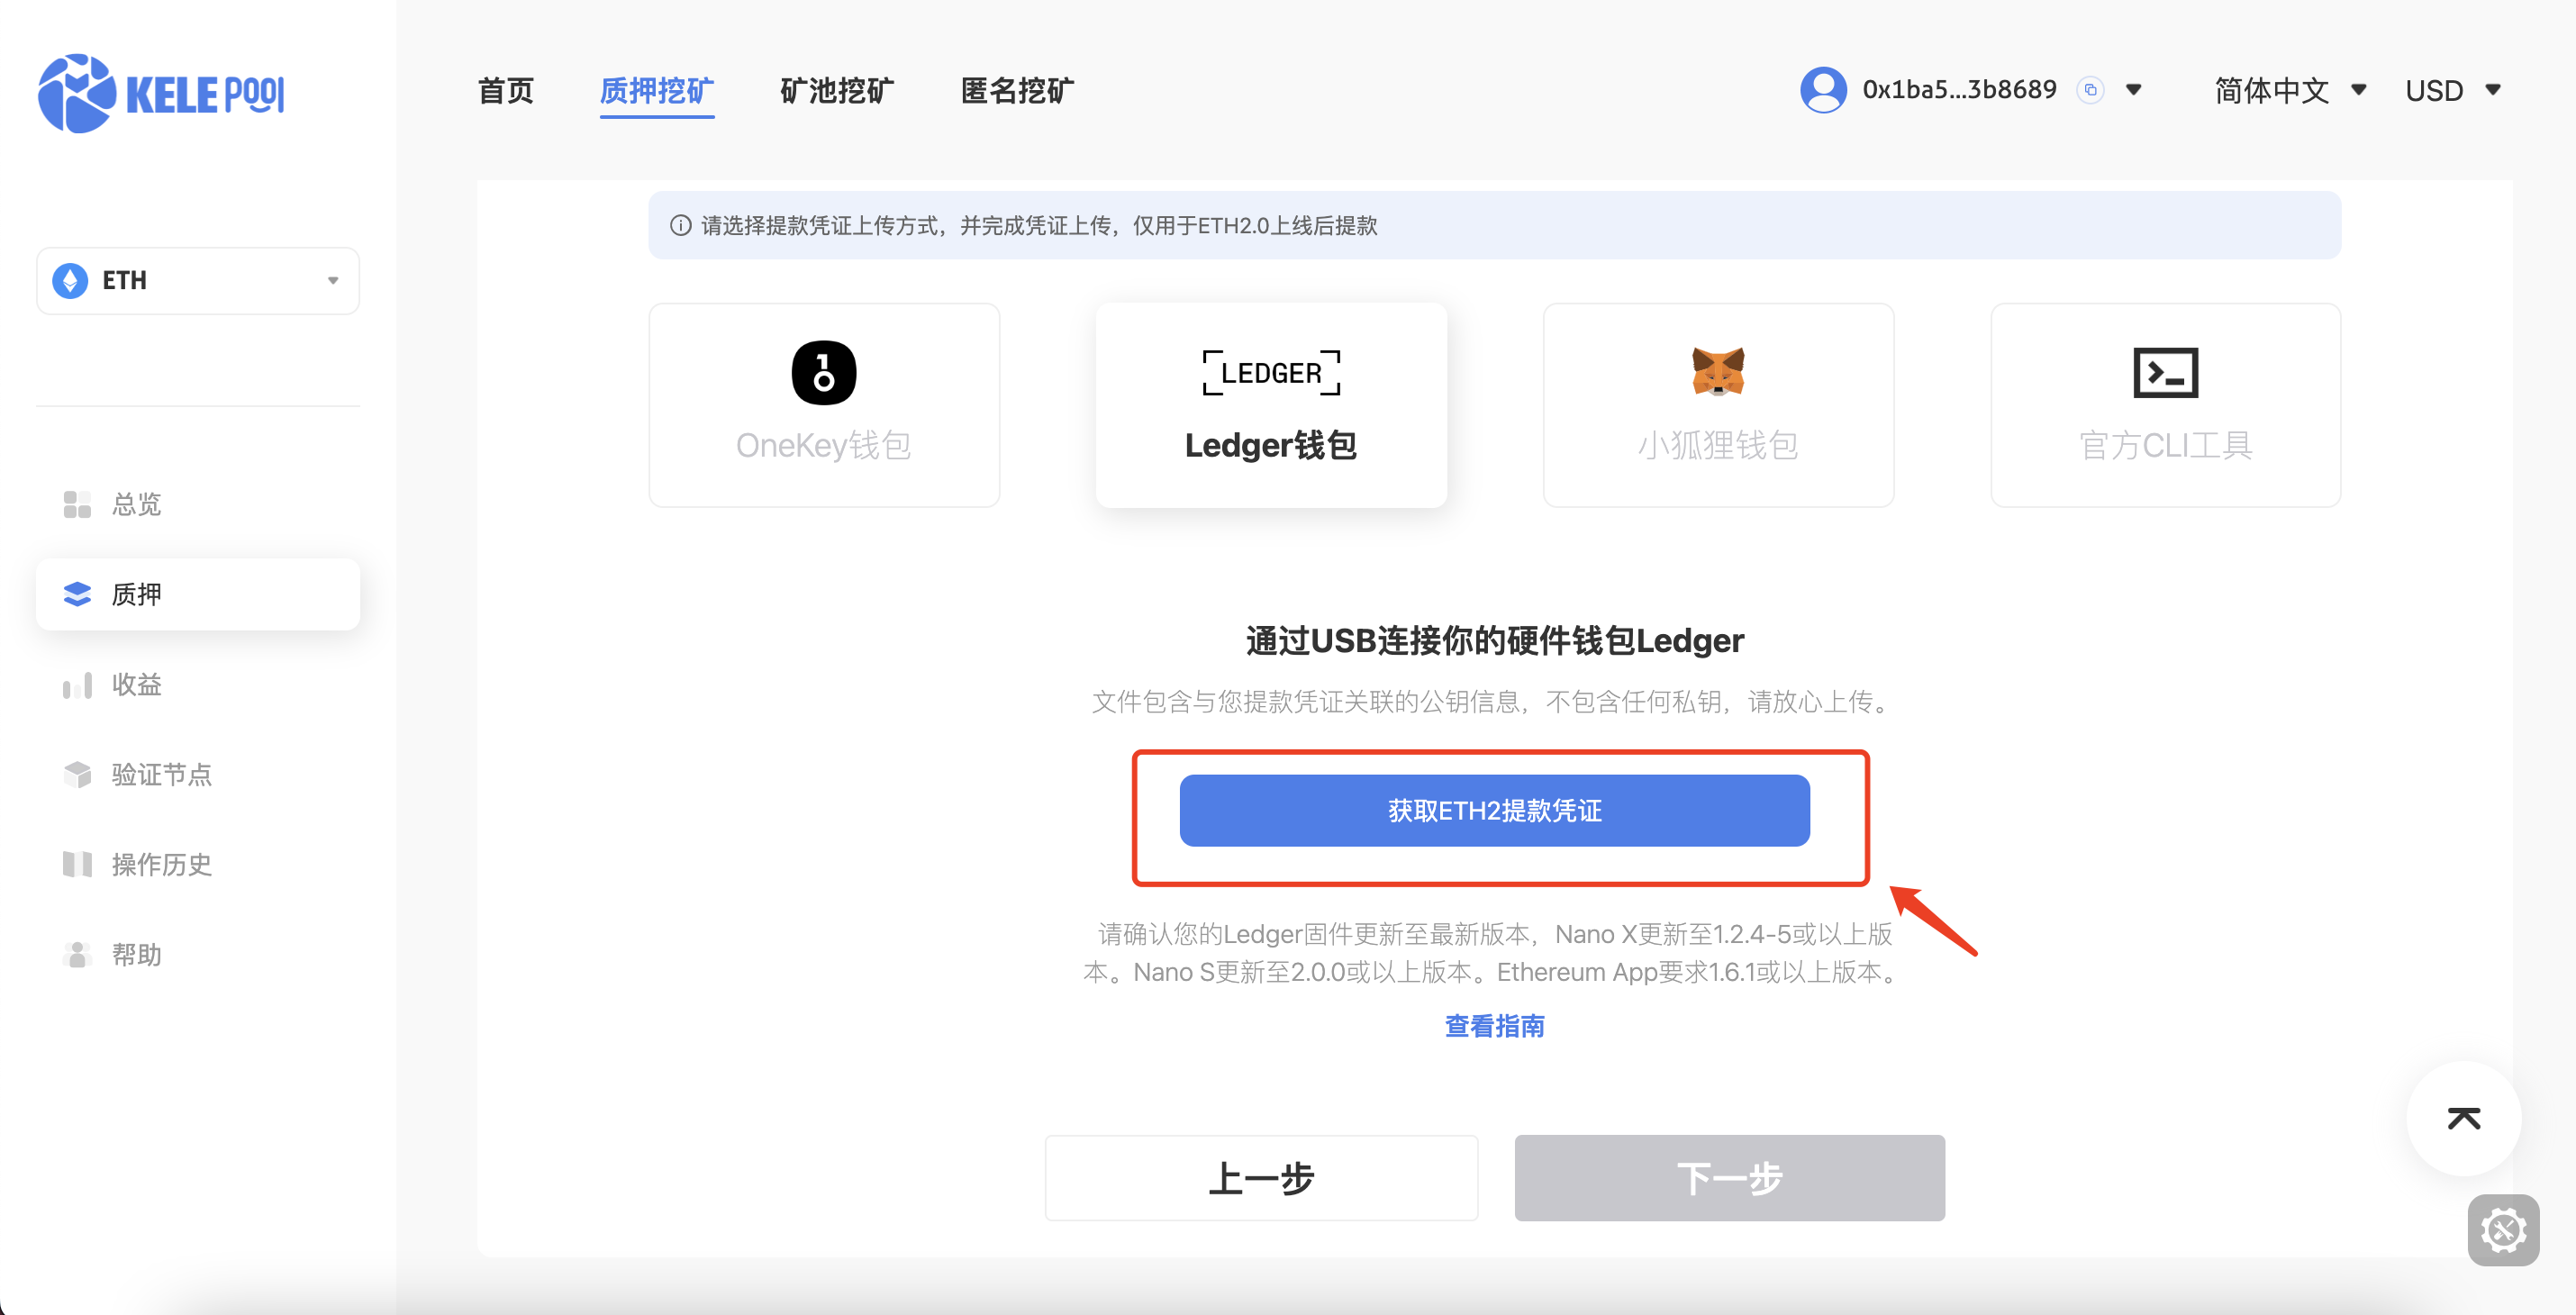 KELE POOL
首页
质押挖矿
矿池挖矿
匿名挖矿
0x1ba5...3b8689
简体中文
USD
ETH
总览
质押
收益
验证节点
操作历史
帮助
请选择提款凭证上传方式，并完成凭证上传，仅用于ETH2.0上线后提款
OneKey钱包
LEDGER
Ledger钱包
小狐狸钱包
官方CLI工具
通过USB连接你的硬件钱包Ledger
文件包含与您提款凭证关联的公钥信息，不包含任何私钥，请放心上传。
获取ETH2提款凭证
请确认您的Ledger固件更新至最新版本，Nano X更新至1.2.4-5或以上版
本。Nano S更新至2.0.0或以上版本。Ethereum App要求1.6.1或以上版本。
查看指南
上一步
下一步